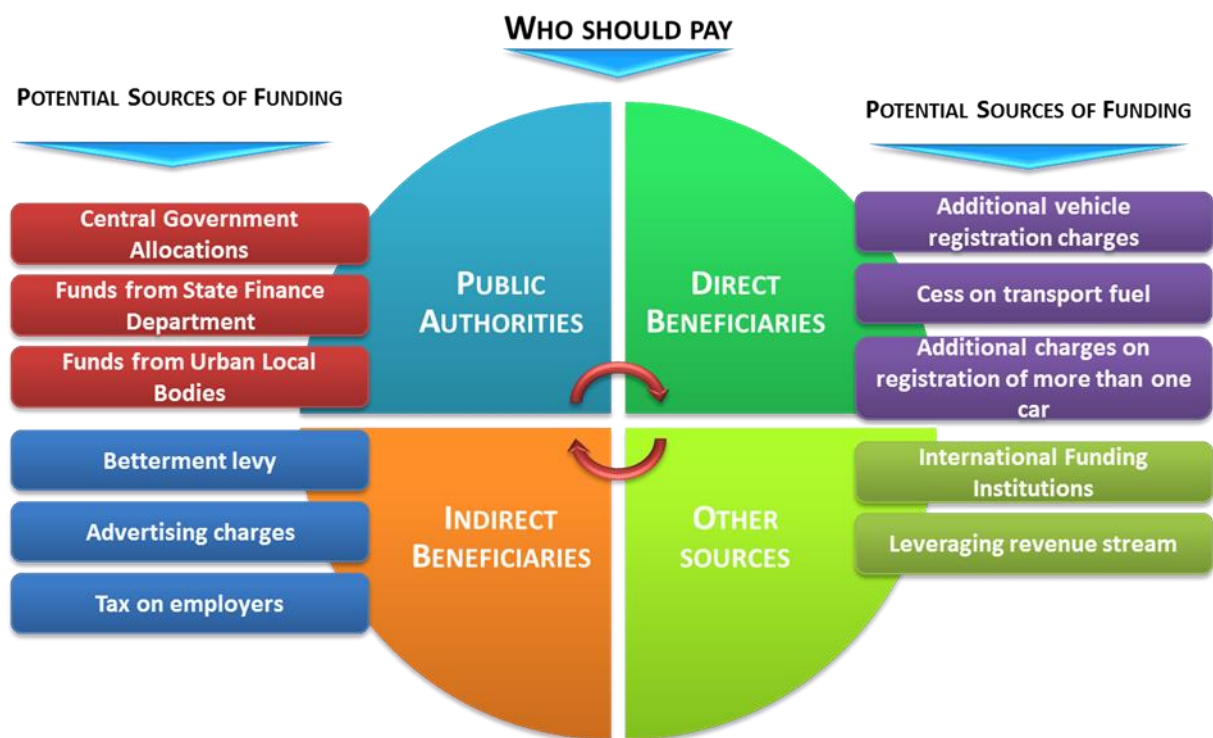 WHO SHOULD PAY
POTENTIAL SOURCES OF FUNDING
Central Government
Allocations
Funds from State Finance
Department
Funds from Urban Local
Bodies
Betterment levy
Advertising charges
Tax on employers
PUBLIC
AUTHORITIES
DIRECT
BENEFICIARIES
INDIRECT
BENEFICIARIES
OTHER
SOURCES
POTENTIAL SOURCES OF FUNDING
Additional vehicle
registration charges
Cess on transport fuel
Additional charges on
registration of more than one
car
International Funding
Institutions
Leveraging revenue stream